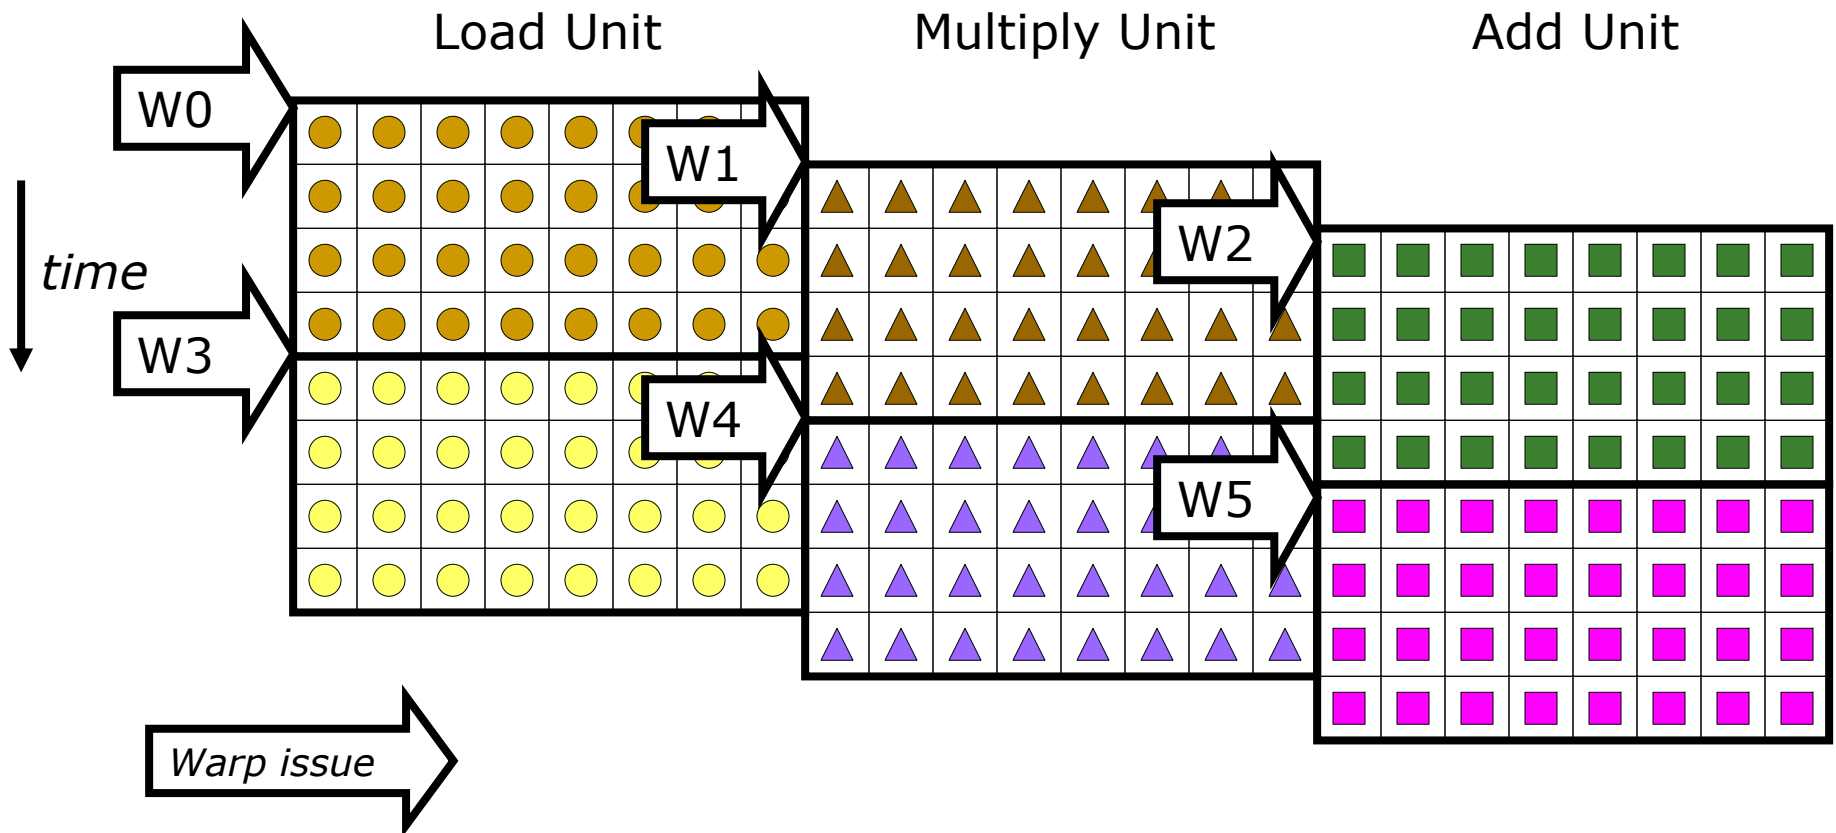 Load Unit
Multiply Unit
Add Unit
W0
W1
W2
time
W3
W4
W5
Warp issue